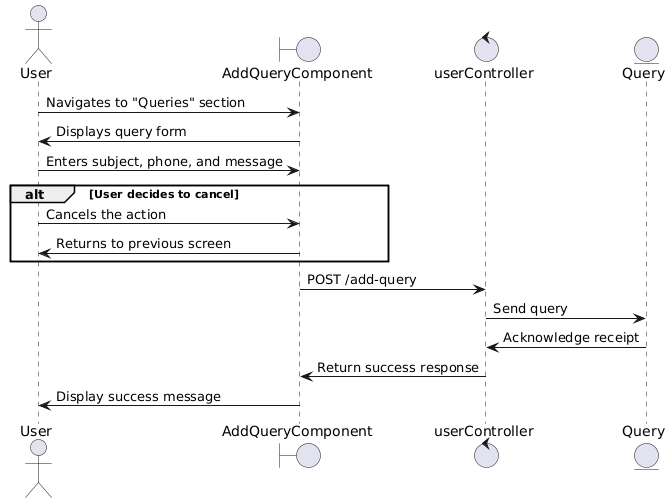 User
AddQueryComponent
userController
Query
Navigates to "Queries" section
Displays query form
Enters subject, phone, and message
alt [User decides to cancel]
Cancels the action
Returns to previous screen
POST /add-query
Send query
Acknowledge receipt
Return success response
Display success message
User
AddQueryComponent
userController
Query